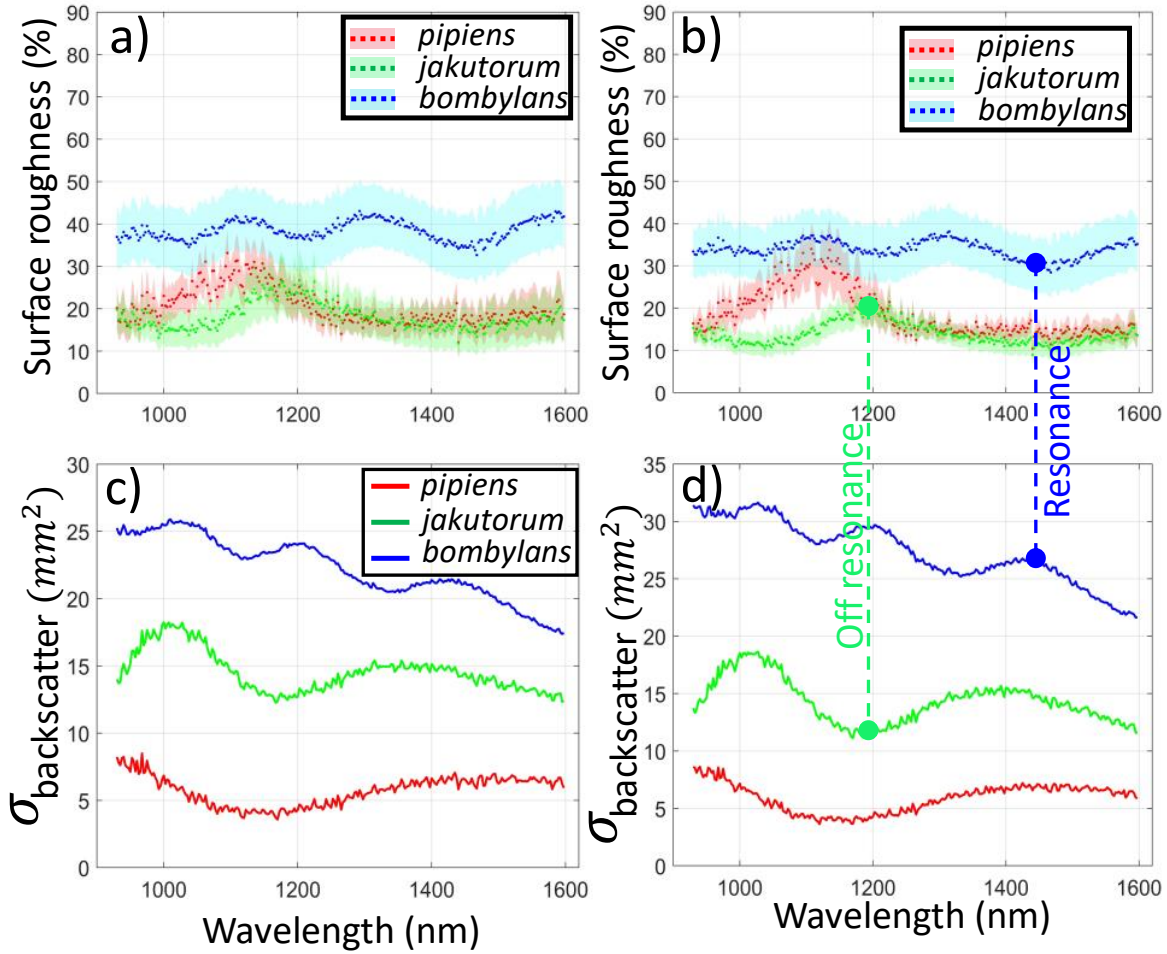 a)
Surface roughness (%)
90
80
70
60
50
40
30
20
10
0
pipiens
jakutorum
bombylans
1000
1200
1400
1600
b)
Surface roughness (%)
90
80
70
60
50
40
30
20
10
0
pipiens
jakutorum
bombylans
1000
1200
1400
1600
Off resonance
Resonance
c)
σbackscatter (mm²)
30
25
20
15
10
5
0
pipiens
jakutorum
bombylans
1000
1200
1400
1600
Wavelength (nm)
d)
σbackscatter (mm²)
35
30
25
20
15
10
5
0
1000
1200
1400
1600
Wavelength (nm)